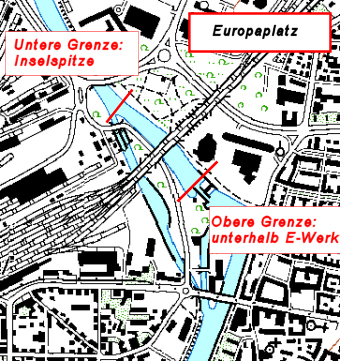 Europaplatz
Untere Grenze:
Inselspitze
Obere Grenze:
unterhalb E-Werk